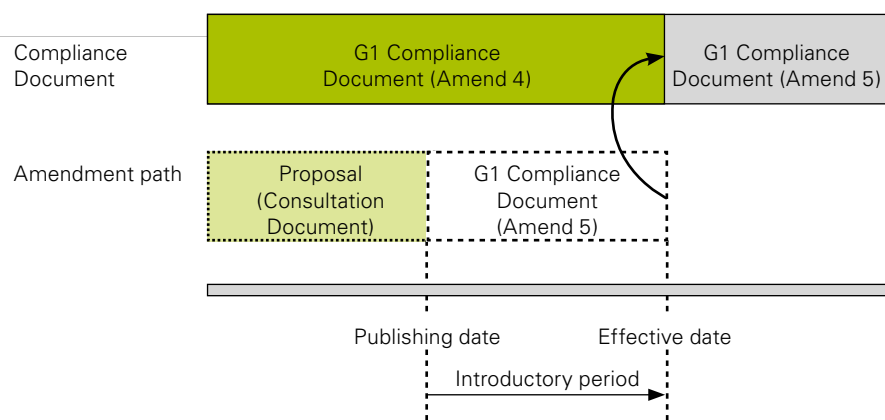 Compliance
Document
G1 Compliance
Document (Amend 4)
G1 Compliance
Document (Amend 5)
Amendment path
Proposal
(Consultation
Document)
G1 Compliance
Document
(Amend 5)
Publishing date
Effective date
Introductory period